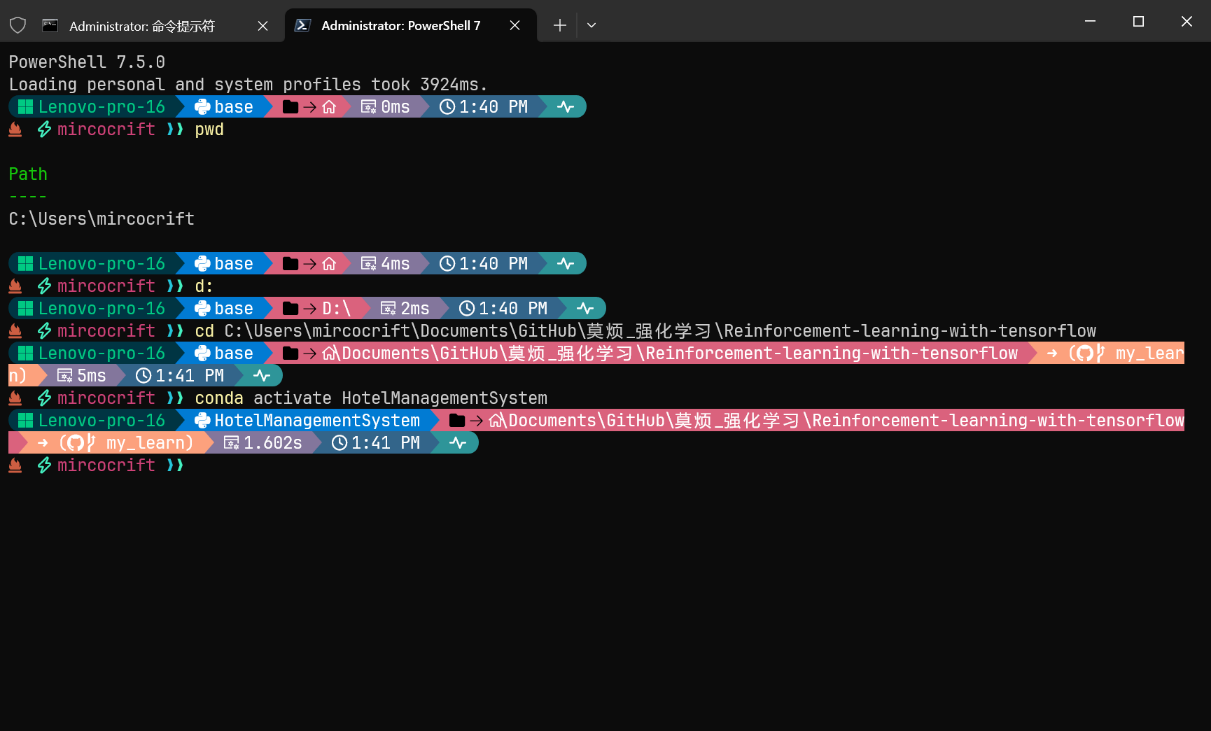 Administrator: 命令提示符
Administrator: PowerShell 7
PowerShell 7.5.0
Loading personal and system profiles took 3924ms.
Lenovo-pro-16 base → 0ms 1:40 PM
mircocrift ⟫ pwd
Path
----
C:\Users\mircocrift
Lenovo-pro-16 base → 4ms 1:40 PM
mircocrift ⟫ d:
Lenovo-pro-16 base → D:\ 2ms 1:40 PM
mircocrift ⟫ cd C:\Users\mircocrift\Documents\GitHub\莫烦_强化学习\Reinforcement-learning-with-tensorflow
Lenovo-pro-16 base → \Documents\GitHub\莫烦_强化学习\Reinforcement-learning-with-tensorflow → ( my_lear
n) 5ms 1:41 PM
mircocrift ⟫ conda activate HotelManagementSystem
Lenovo-pro-16 HotelManagementSystem → \Documents\GitHub\莫烦_强化学习\Reinforcement-learning-with-tensorflow
→ ( my_learn) 1.602s 1:41 PM
mircocrift ⟫